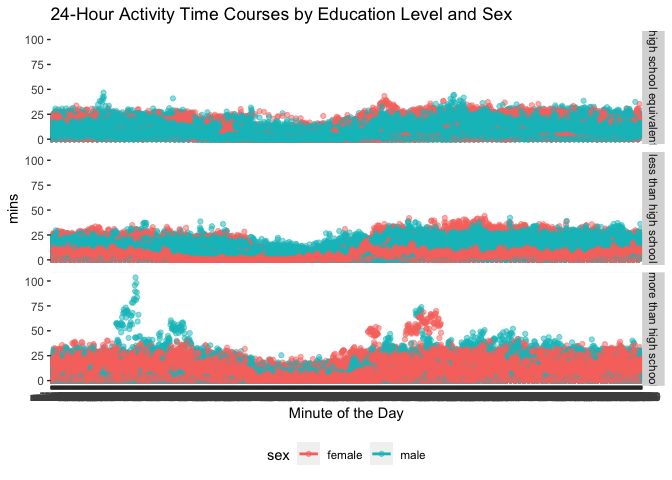 24-Hour Activity Time Courses by Education Level and Sex
100
75
50
25
0
high school equivalent
100
75
50
25
0
less than high school
mins
100
75
50
25
0
more than high schoo
Minute of the Day
sex
female
male